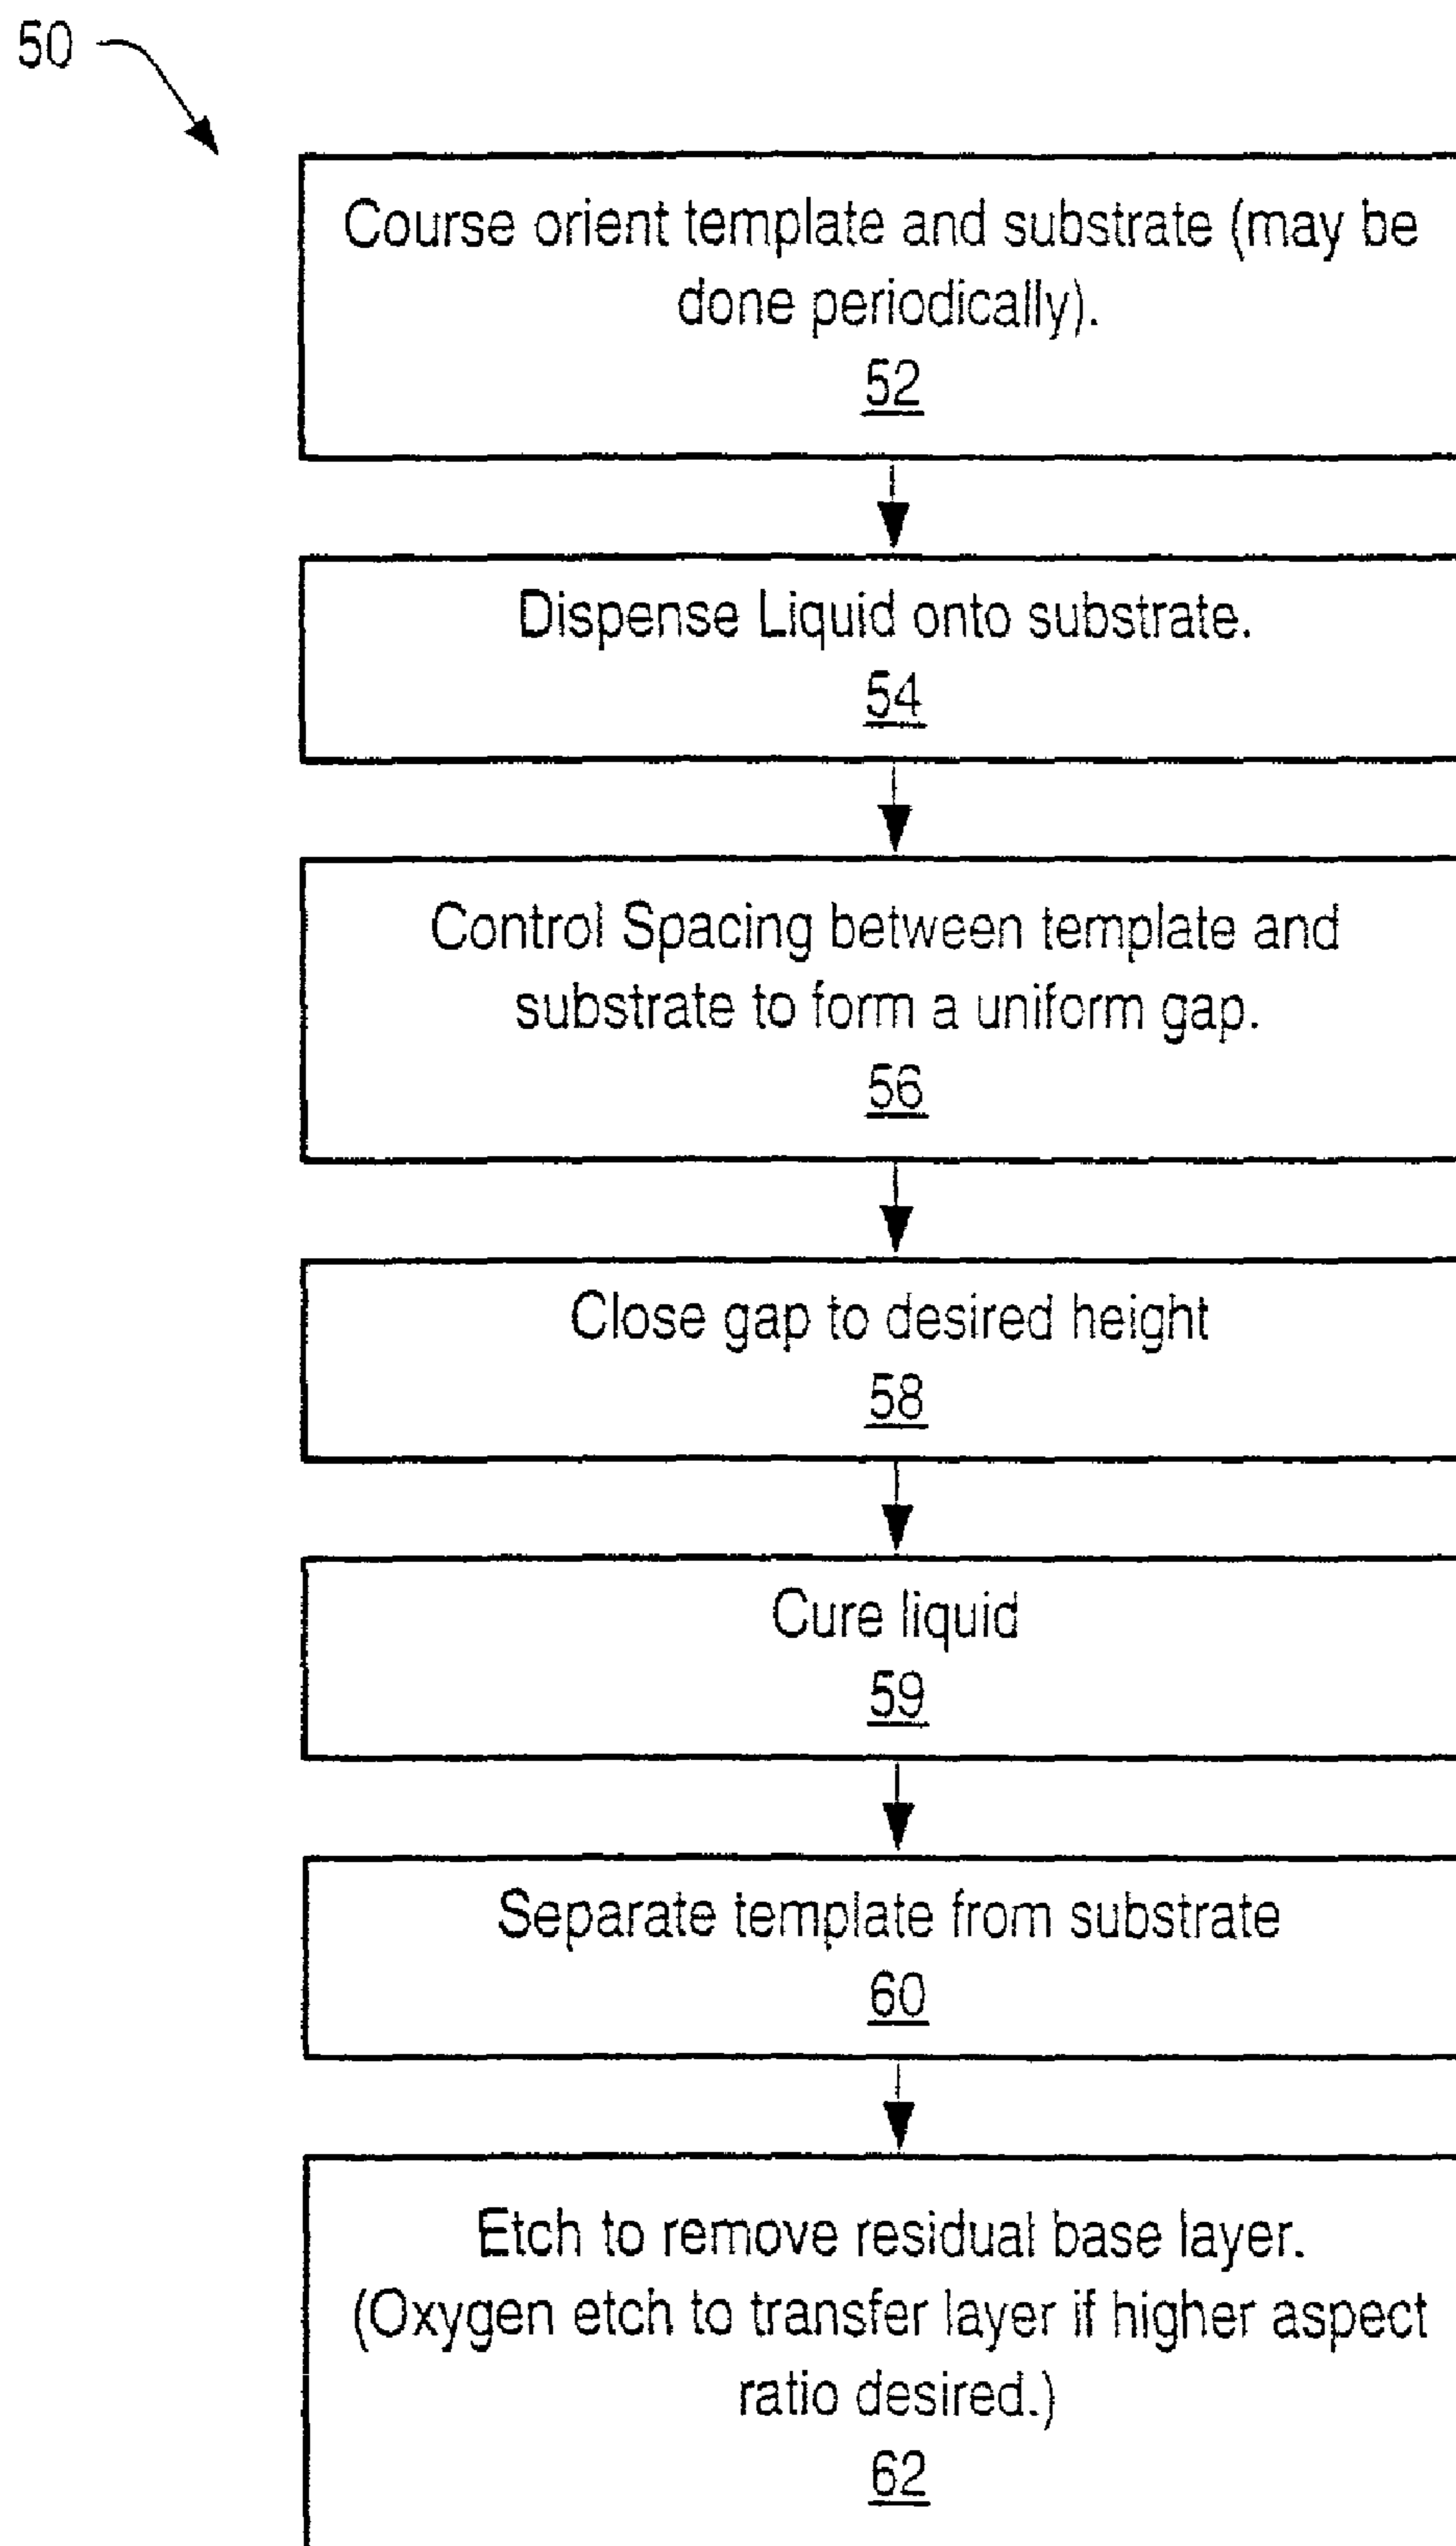 50
Course orient template and substrate (may be
done periodically).
52
Dispense Liquid onto substrate.
54
Control Spacing between template and
substrate to form a uniform gap.
56
Close gap to desired height
58
Cure liquid
59
Separate template from substrate
60
Etch to remove residual base layer.
(Oxygen etch to transfer layer if higher aspect
ratio desired.)
62